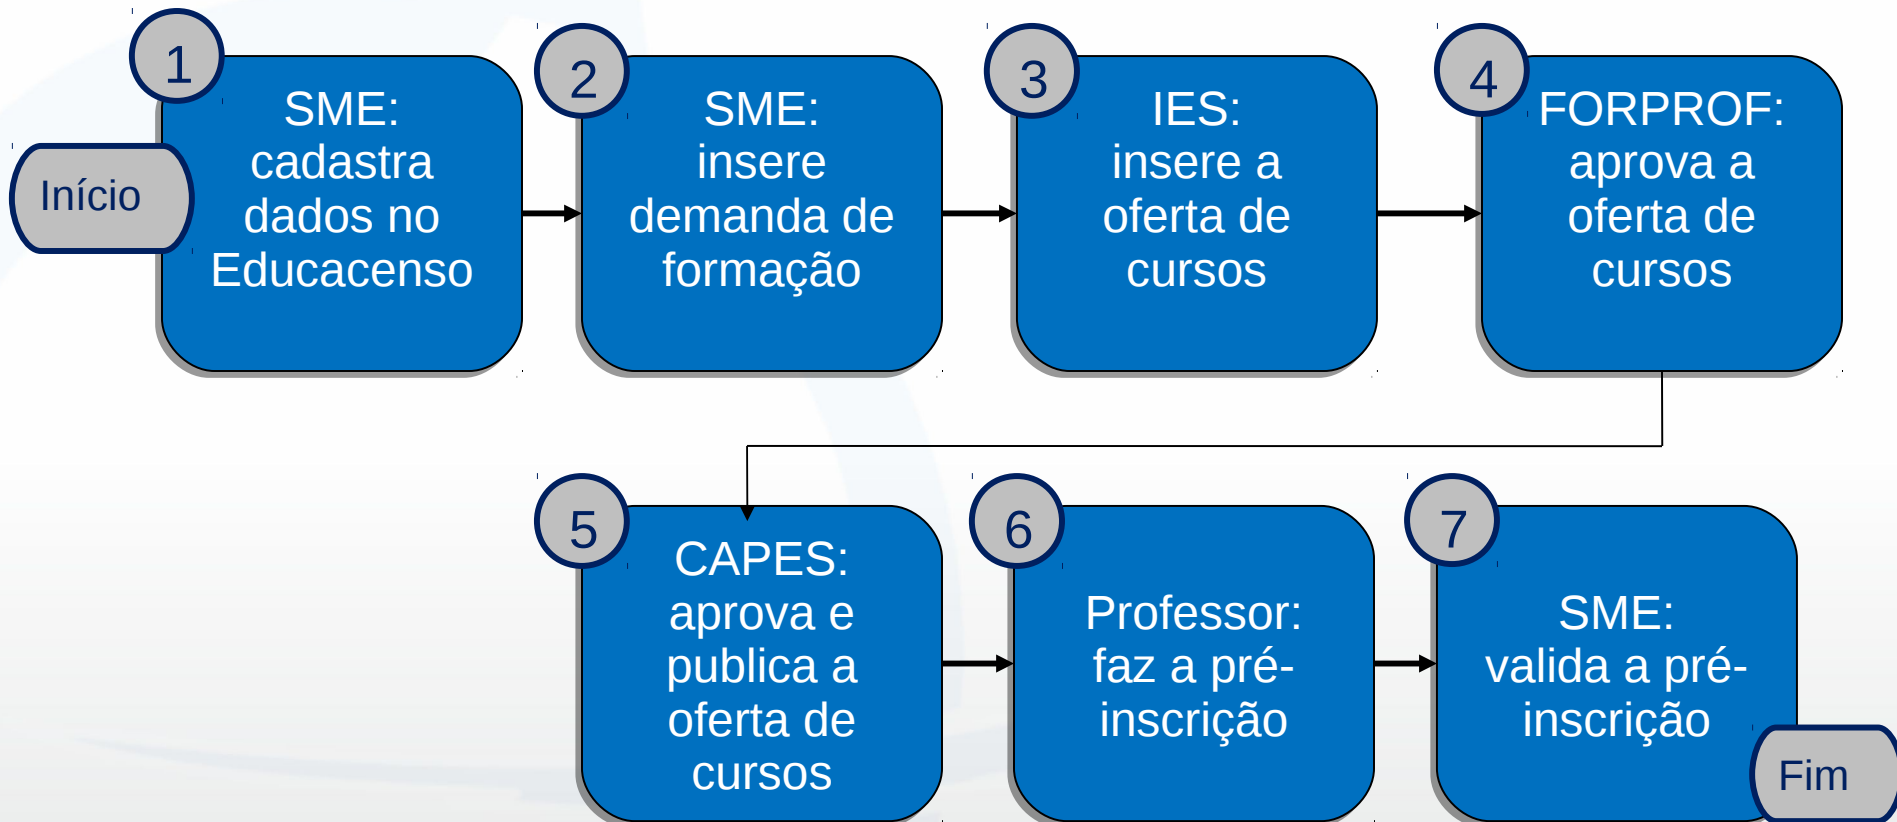 Início
1
SME:
cadastra
dados no
Educacenso
2
SME:
insere
demanda de
formação
3
IES:
insere a
oferta de
cursos
4
FORPROF:
aprova a
oferta de
cursos
5
CAPES:
aprova e
publica a
oferta de
cursos
6
Professor:
faz a pré-
inscrição
7
SME:
valida a pré-
inscrição
Fim